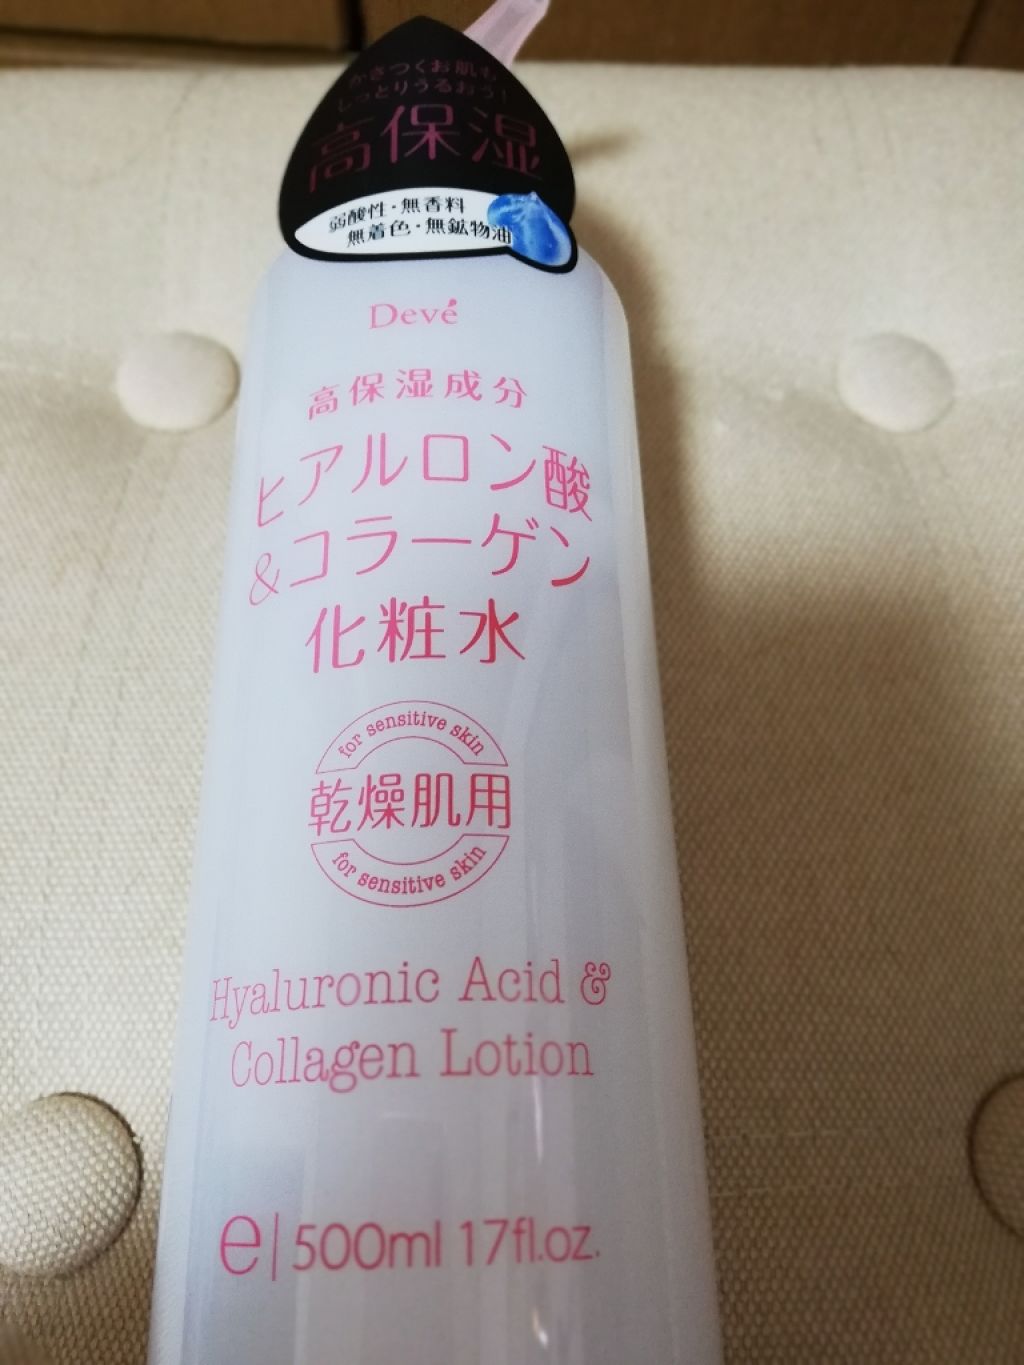 かさつくお肌も
しっとりうるおう!
高保湿
弱酸性・無香料
無着色・無鉱物油
Devé
高保湿成分
ヒアルロン酸
&コラーゲン
化粧水
for sensitive skin
乾燥肌用
for sensitive skin
Hyaluronic Acid &
Collagen Lotion
e|500ml 17fl.oz.